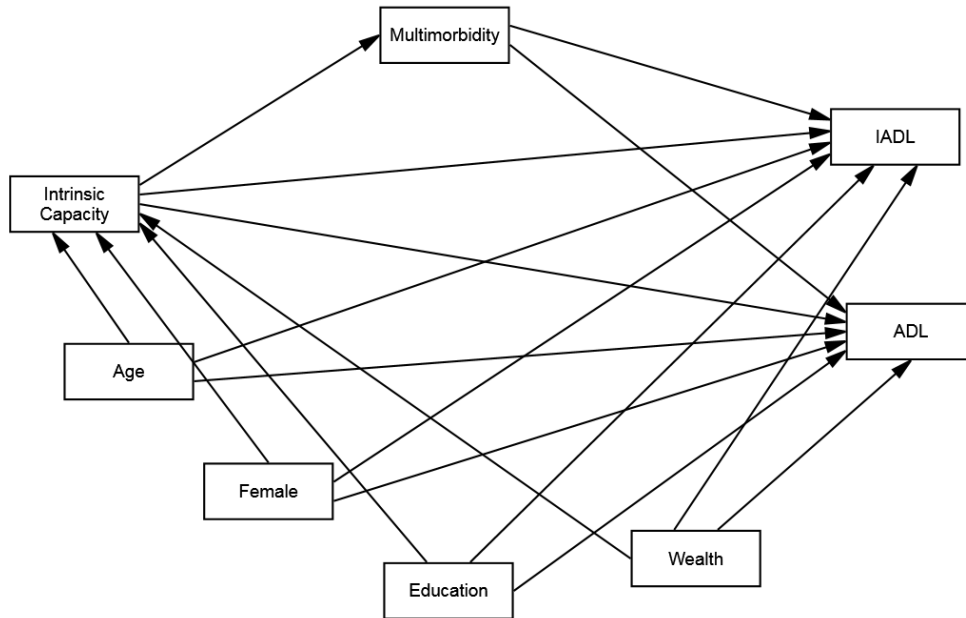 Multimorbidity
IADL
Intrinsic
Capacity
ADL
Age
Female
Wealth
Education